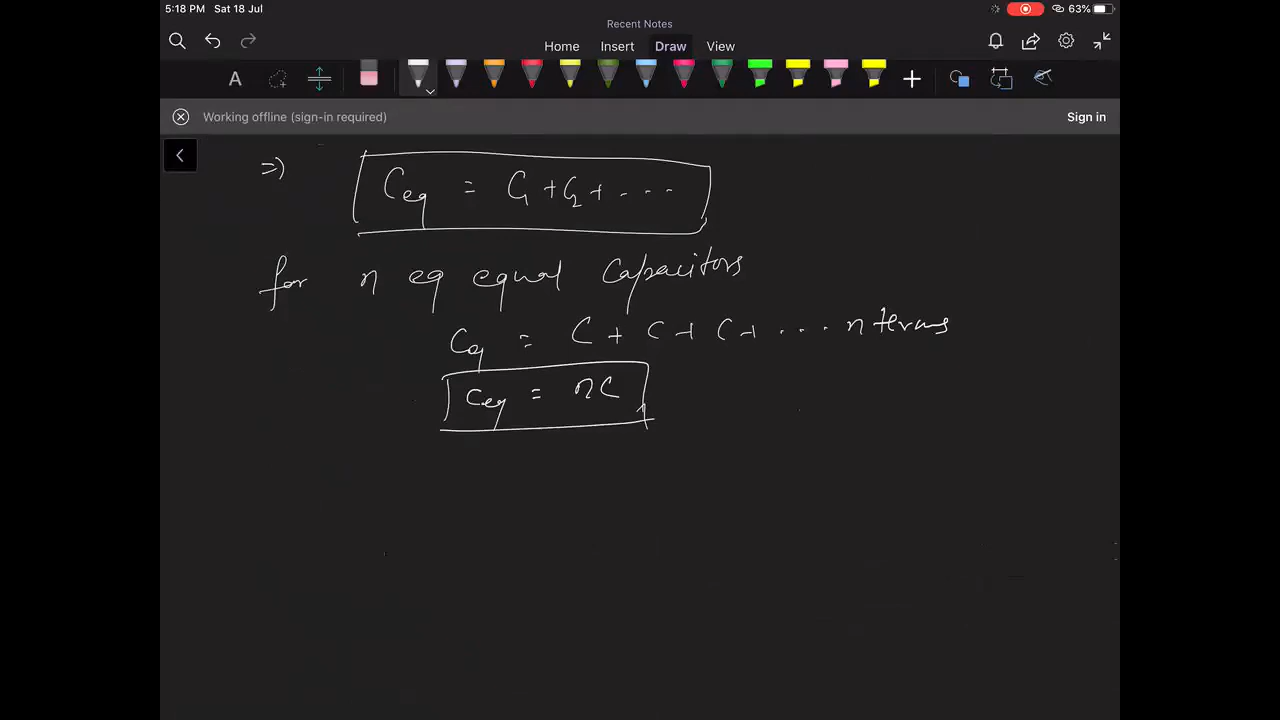 5:18 PM Sat 18 Jul
63%
Recent Notes
Home Insert Draw View
A
Working offline (sign-in required)
Sign in
=> Ceq = C1 + C2 + - - - -
for n eq equal capacitors
Ceq = C + C + C + - - - - n terms
Ceq = nC